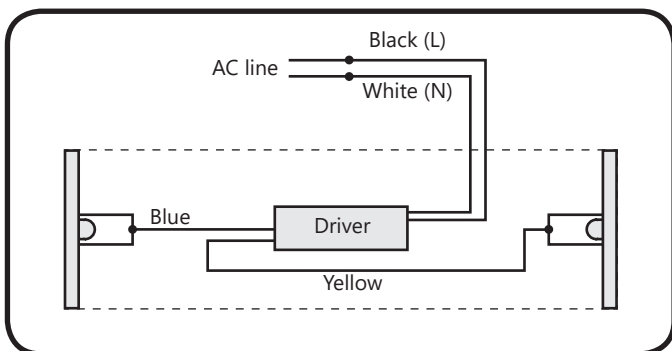 Black (L)
AC line
White (N)
Blue
Driver
Yellow